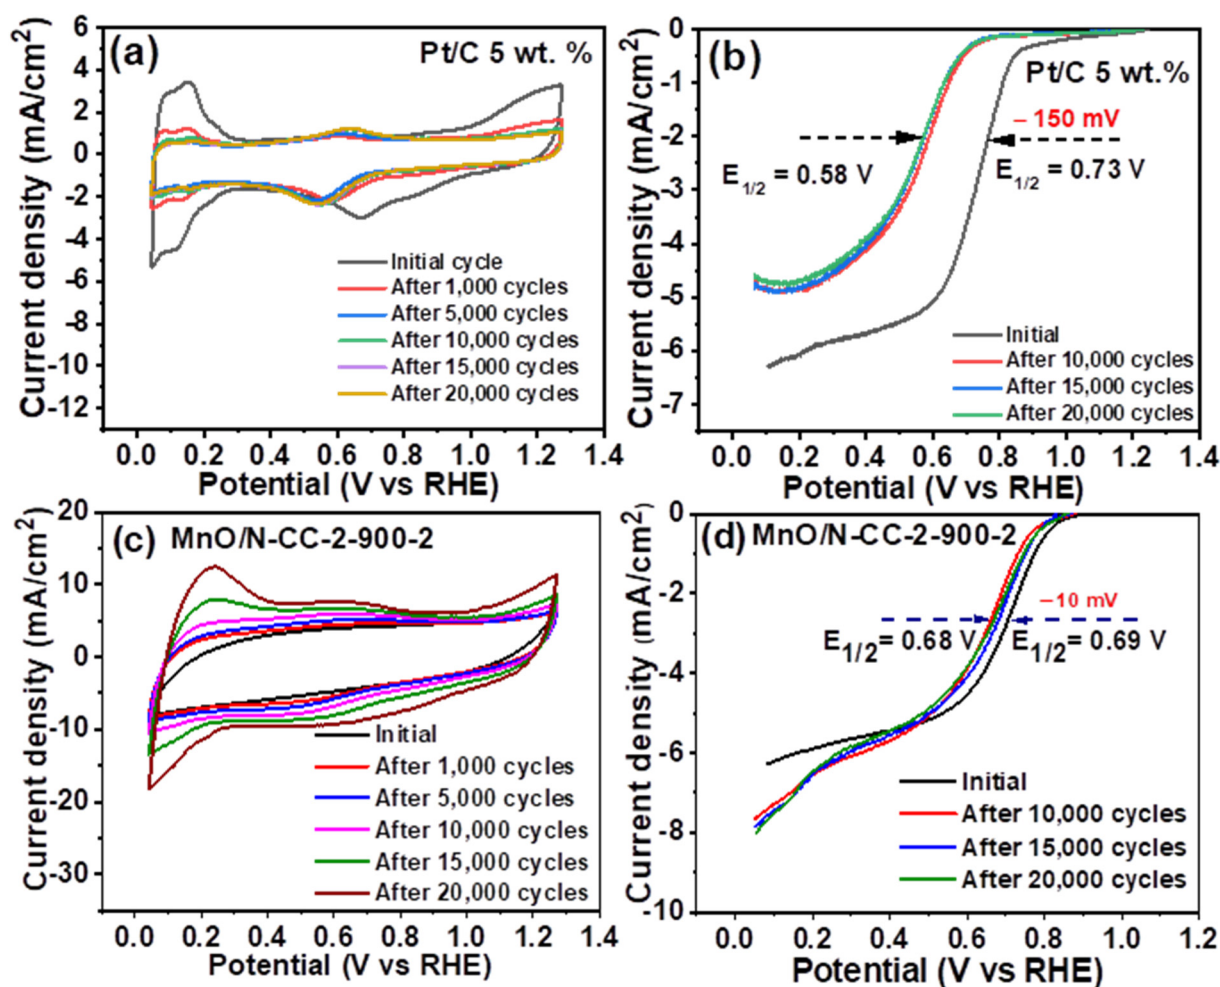 (a)
Pt/C 5 wt. %
Current density (mA/cm2)
6
4
2
0
-2
-4
-6
-8
-10
-12
Initial cycle
After 1,000 cycles
After 5,000 cycles
After 10,000 cycles
After 15,000 cycles
After 20,000 cycles
0.0 0.2 0.4 0.6 0.8 1.0 1.2 1.4
Potential (V vs RHE)
(b)
Pt/C 5 wt.%
Current density (mA/cm2)
0
-1
-2
-3
-4
-5
-6
-7
– 150 mV
E1/2 = 0.58 V
E1/2 = 0.73 V
Initial
After 10,000 cycles
After 15,000 cycles
After 20,000 cycles
0.0 0.2 0.4 0.6 0.8 1.0 1.2 1.4
Potential (V vs RHE)
(c) MnO/N-CC-2-900-2
Current density (mA/cm2)
20
10
0
-10
-20
-30
Initial
After 1,000 cycles
After 5,000 cycles
After 10,000 cycles
After 15,000 cycles
After 20,000 cycles
0.0 0.2 0.4 0.6 0.8 1.0 1.2 1.4
Potential (V vs RHE)
(d) MnO/N-CC-2-900-2
Current density (mA/cm2)
0
-2
-4
-6
-8
-10
–10 mV
E1/2= 0.68 V
E1/2= 0.69 V
Initial
After 10,000 cycles
After 15,000 cycles
After 20,000 cycles
0.0 0.2 0.4 0.6 0.8 1.0 1.2
Potential (V vs RHE)